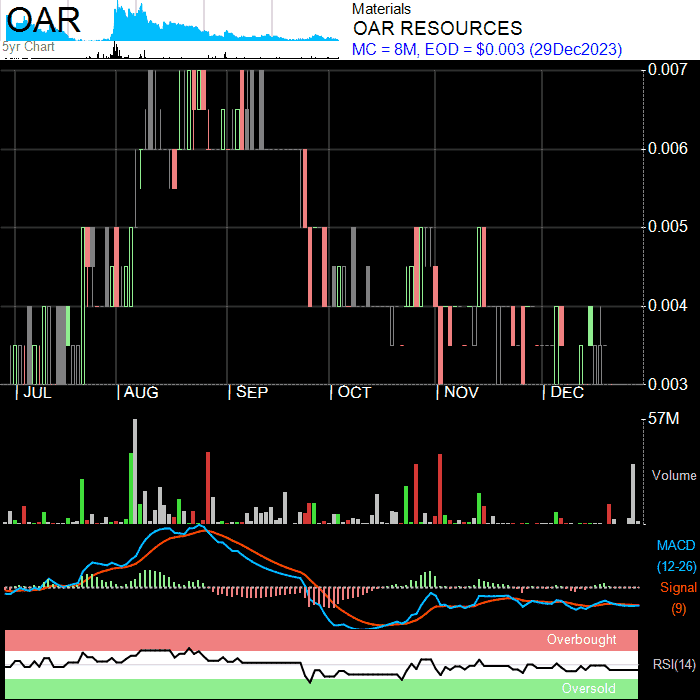 OAR
5yr Chart
Materials
OAR RESOURCES
MC = 8M, EOD = $0.003 (29Dec2023)
0.007
0.006
0.005
0.004
0.003
JUL AUG SEP OCT NOV DEC
57M
Volume
MACD
(12-26)
Signal
(9)
Overbought
RSI(14)
Oversold